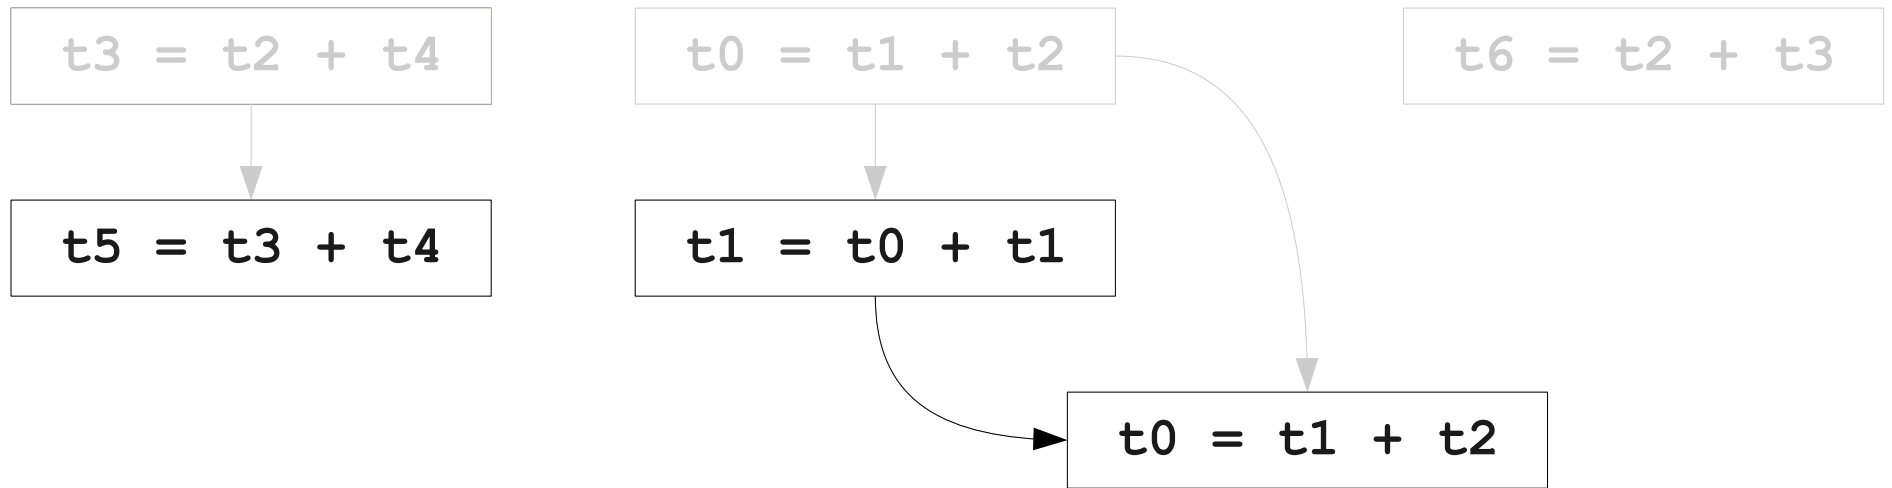 t3 = t2 + t4
t0 = t1 + t2
t6 = t2 + t3
t5 = t3 + t4
t1 = t0 + t1
t0 = t1 + t2